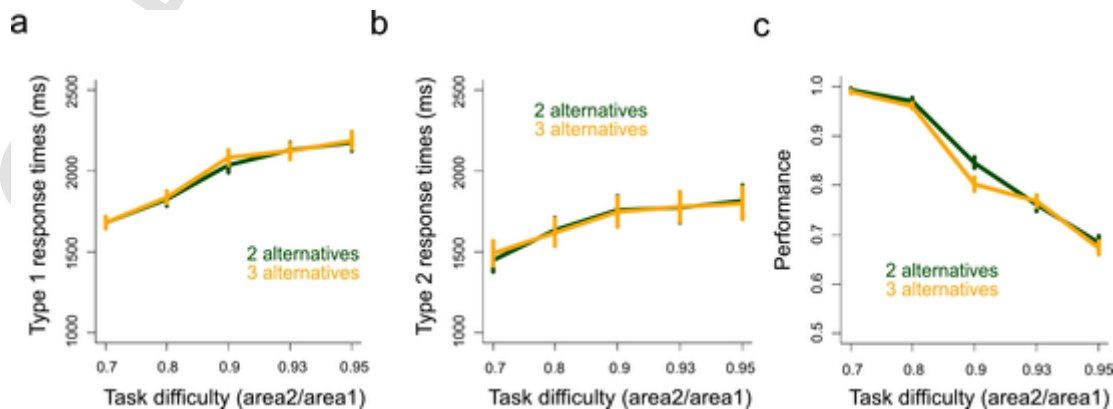 a
b
c
Type 1 response times (ms)
2500
2000
1500
1000
2 alternatives
3 alternatives
0.7 0.8 0.9 0.93 0.95
Task difficulty (area2/area1)
Type 2 response times (ms)
2500
2000
1500
1000
2 alternatives
3 alternatives
0.7 0.8 0.9 0.93 0.95
Task difficulty (area2/area1)
Performance
1.0
0.9
0.8
0.7
0.6
0.5
2 alternatives
3 alternatives
0.7 0.8 0.9 0.93 0.95
Task difficulty (area2/area1)